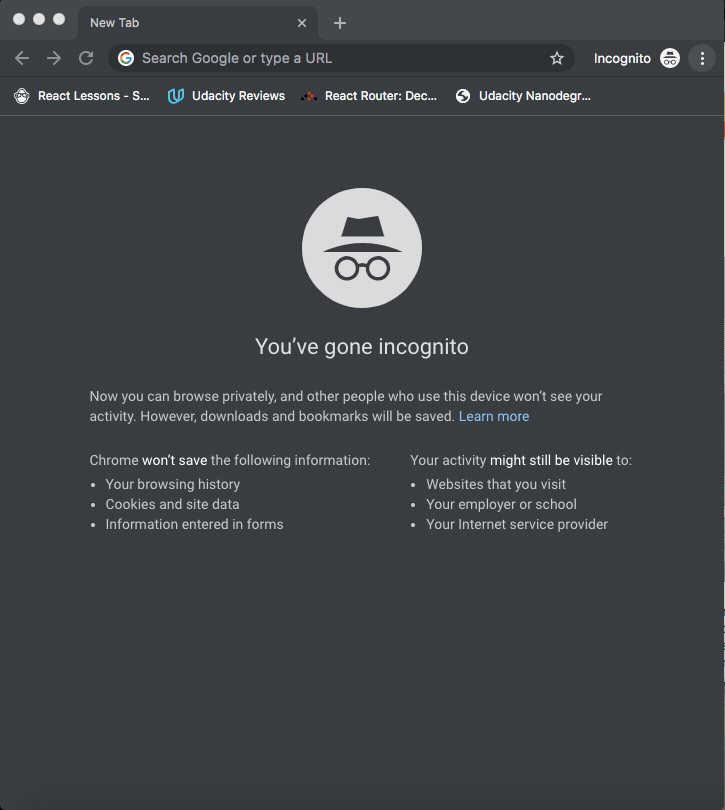 New Tab
Search Google or type a URL
Incognito
React Lessons - S...
Udacity Reviews
React Router: Dec...
Udacity Nanodegr...
You’ve gone incognito
Now you can browse privately, and other people who use this device won’t see your
activity. However, downloads and bookmarks will be saved. Learn more
Chrome won’t save the following information:
Your browsing history
Cookies and site data
Information entered in forms
Your activity might still be visible to:
Websites that you visit
Your employer or school
Your Internet service provider